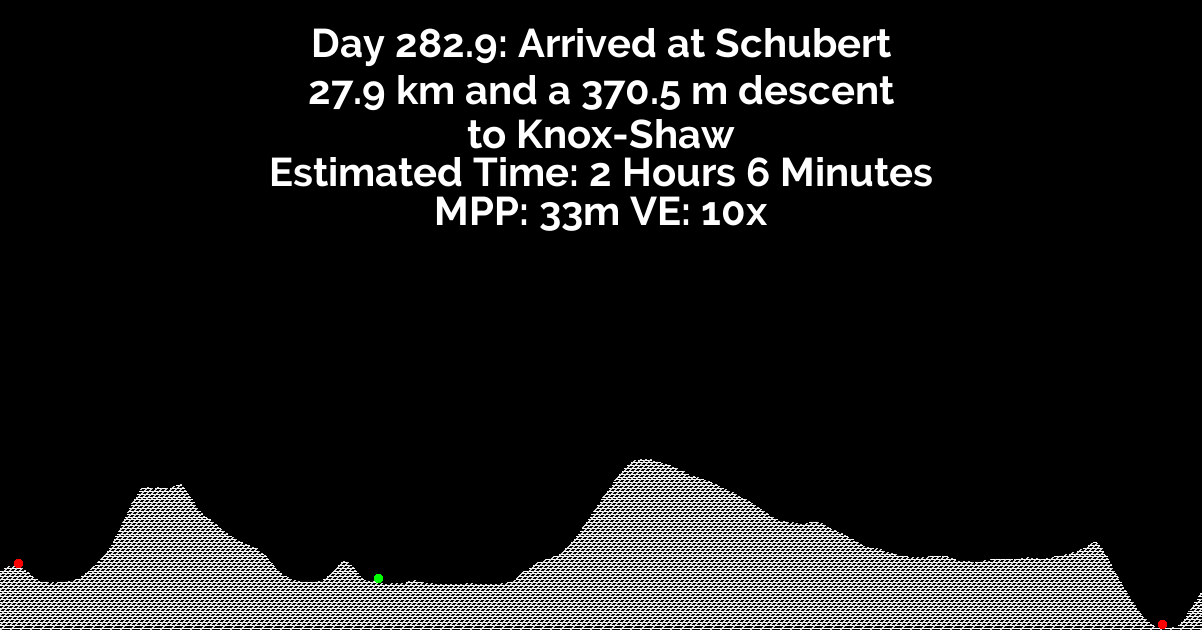 Day 282.9: Arrived at Schubert
27.9 km and a 370.5 m descent
to Knox-Shaw
Estimated Time: 2 Hours 6 Minutes
MPP: 33m VE: 10x